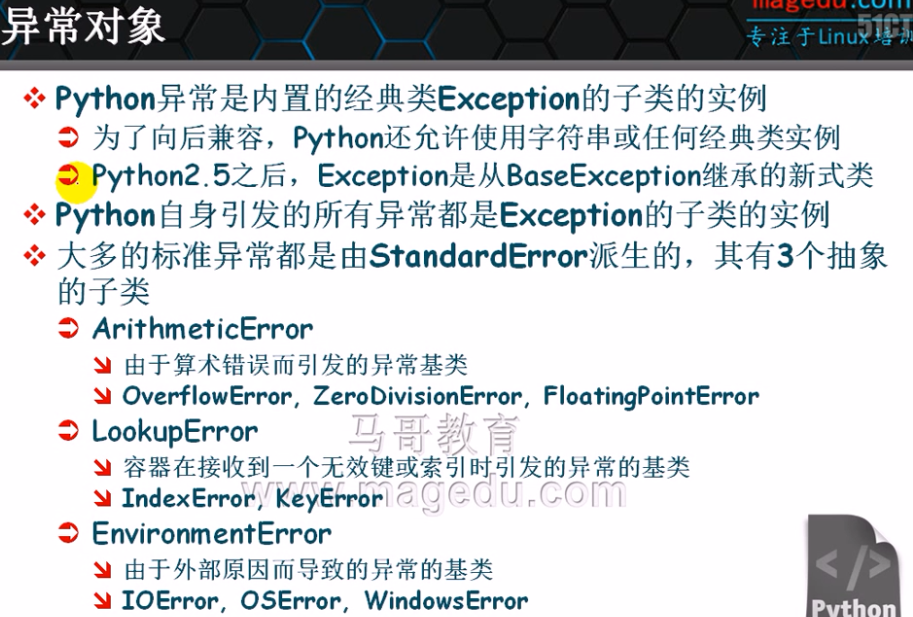 异常对象
magedu.com
专注于Linux培训
51CT
Python异常是内置的经典类Exception的子类的实例
为了向后兼容，Python还允许使用字符串或任何经典类实例
Python2.5之后，Exception是从BaseException继承的新式类
Python自身引发的所有异常都是Exception的子类的实例
大多的标准异常都是由StandardError派生的，其有3个抽象
的子类
ArithmeticError
由于算术错误而引发的异常基类
OverflowError, ZeroDivisionError, FloatingPointError
LookupError
容器在接收到一个无效键或索引时引发的异常的基类
IndexError, KeyError
EnvironmentError
由于外部原因而导致的异常的基类
IOError, OSError, WindowsError
马哥教育
www.magedu.com
</>
Python